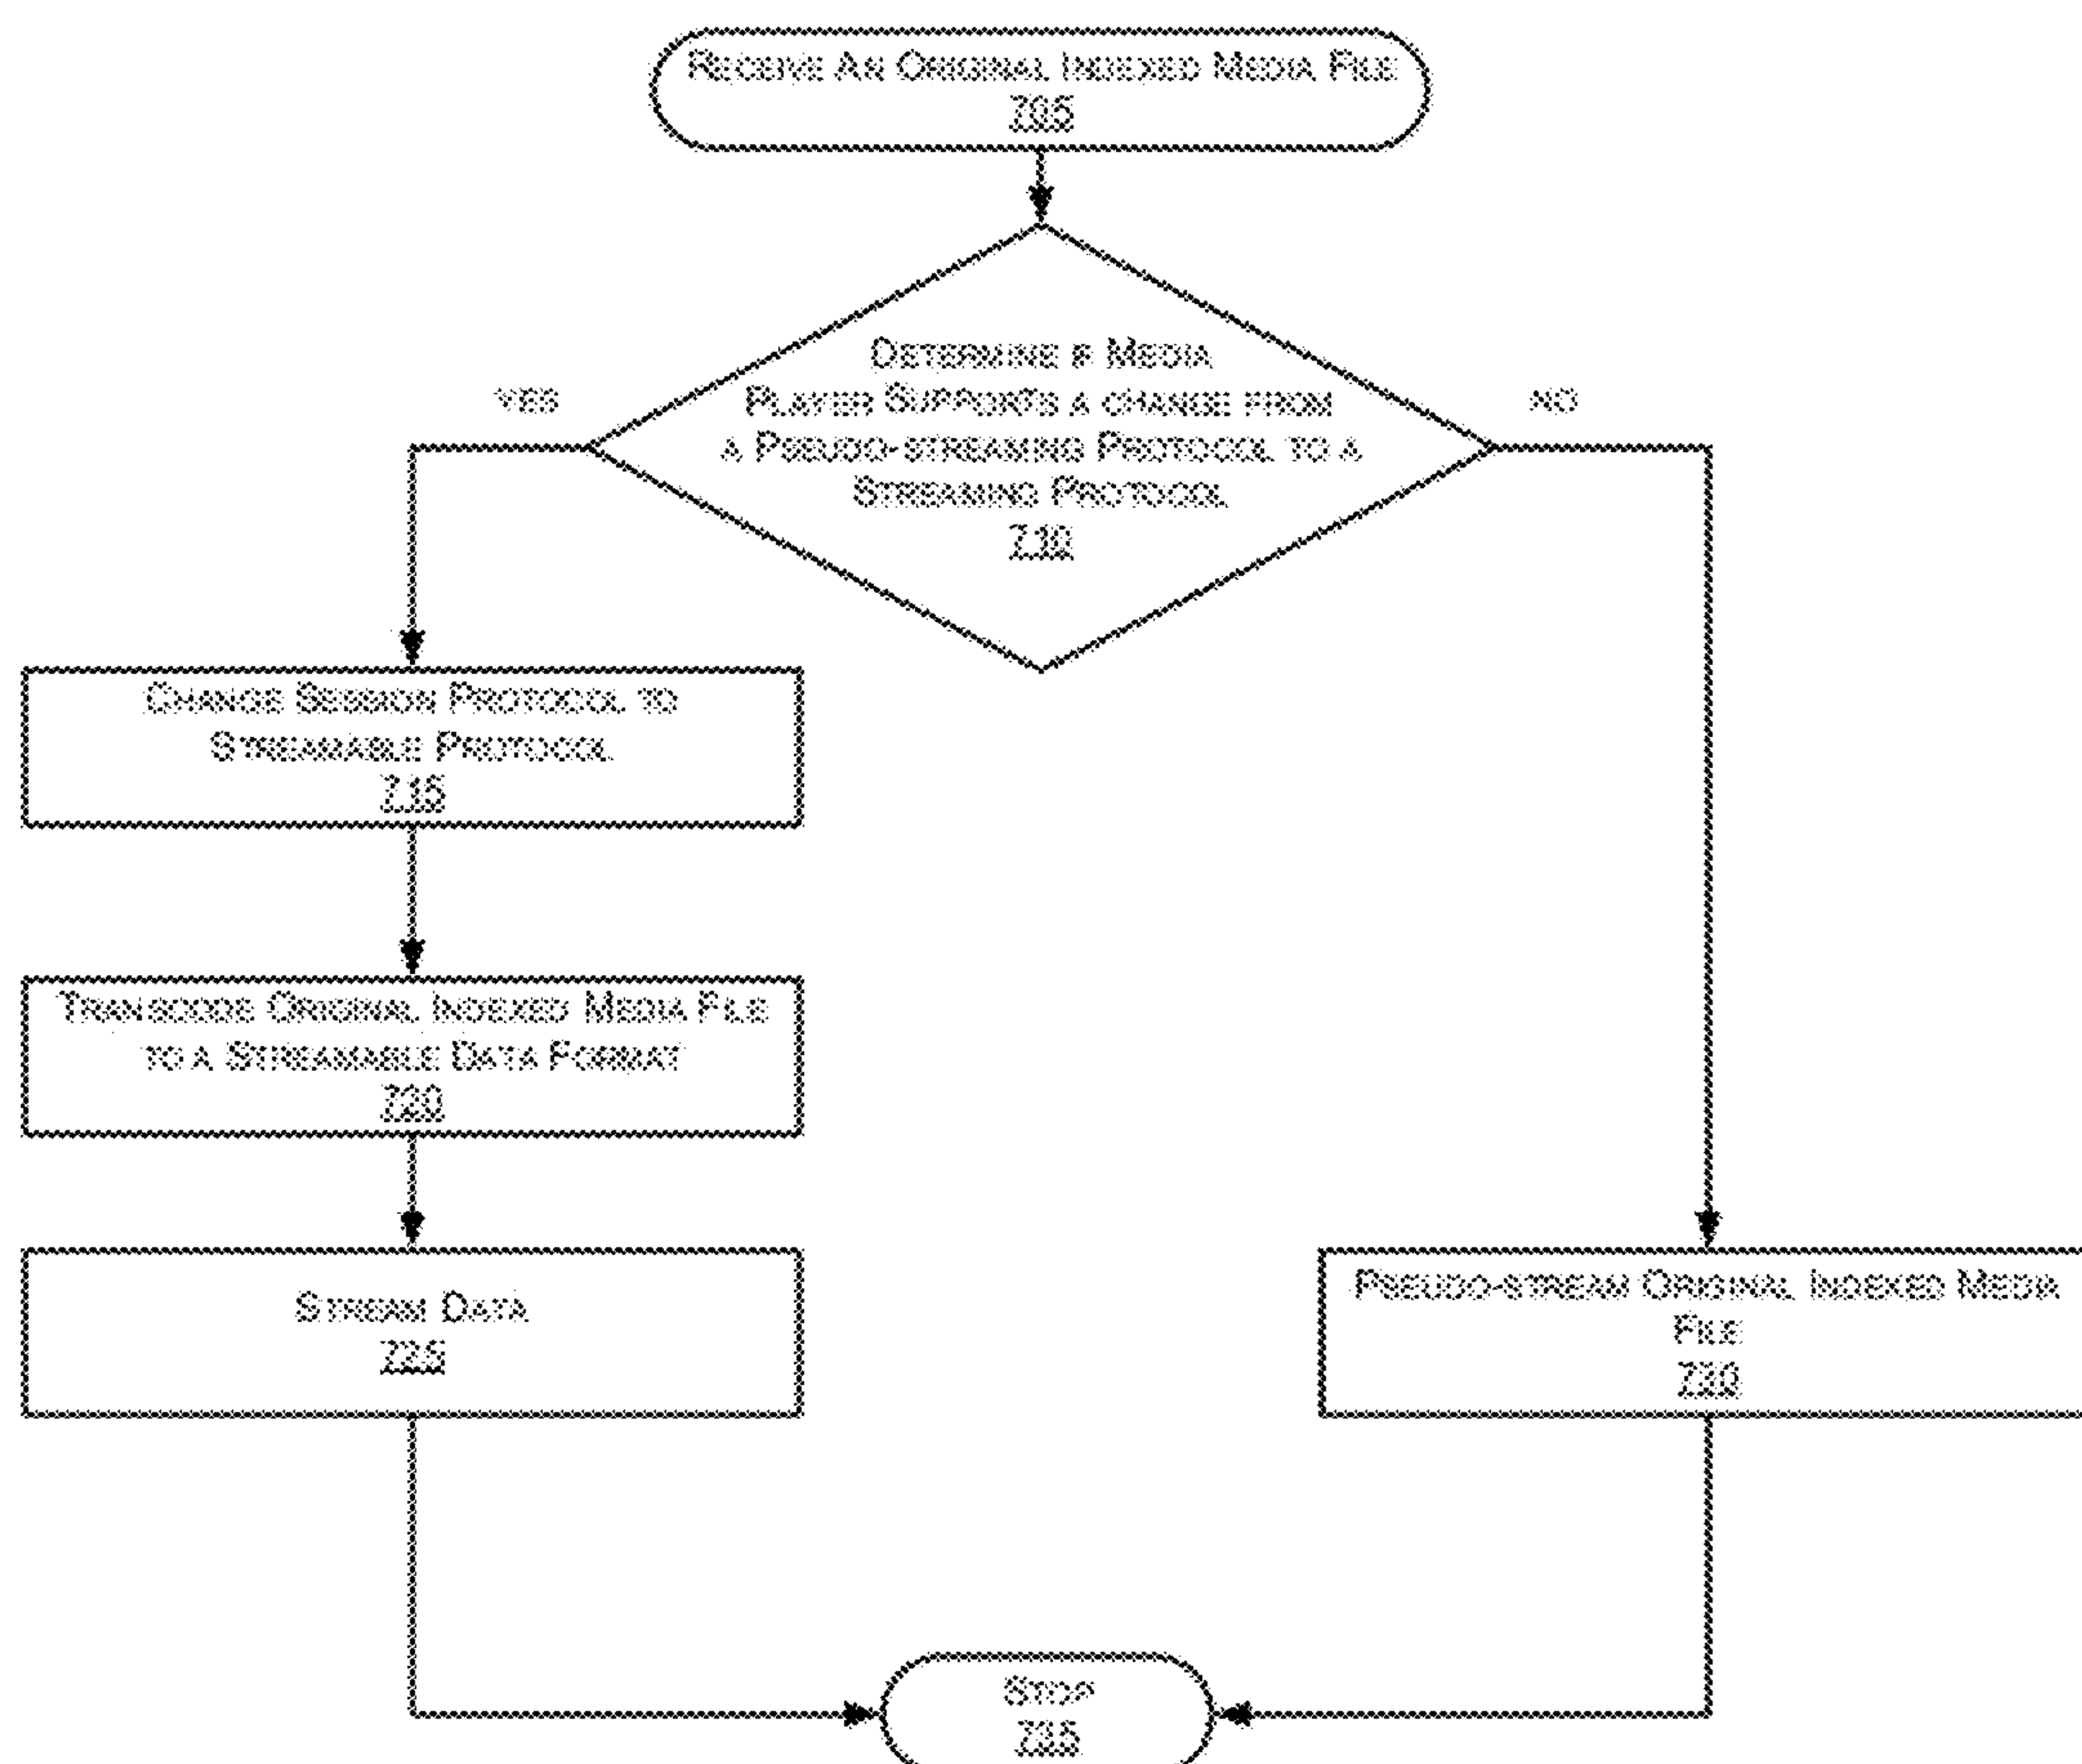 RECEIVE AN ORIGINAL INDEXED MEDIA FILE
705
DETERMINE IF MEDIA
PLAYER SUPPORTS A CHANGE FROM
A PSEUDO-STREAMING PROTOCOL TO A
STREAMING PROTOCOL
710
YES
NO
CHANGE SESSION PROTOCOL TO
STREAMABLE PROTOCOL
715
TRANSCODE ORIGINAL INDEXED MEDIA FILE
TO A STREAMABLE DATA FORMAT
720
STREAM DATA
725
PSEUDO-STREAM ORIGINAL INDEXED MEDIA
FILE
730
STOP
735